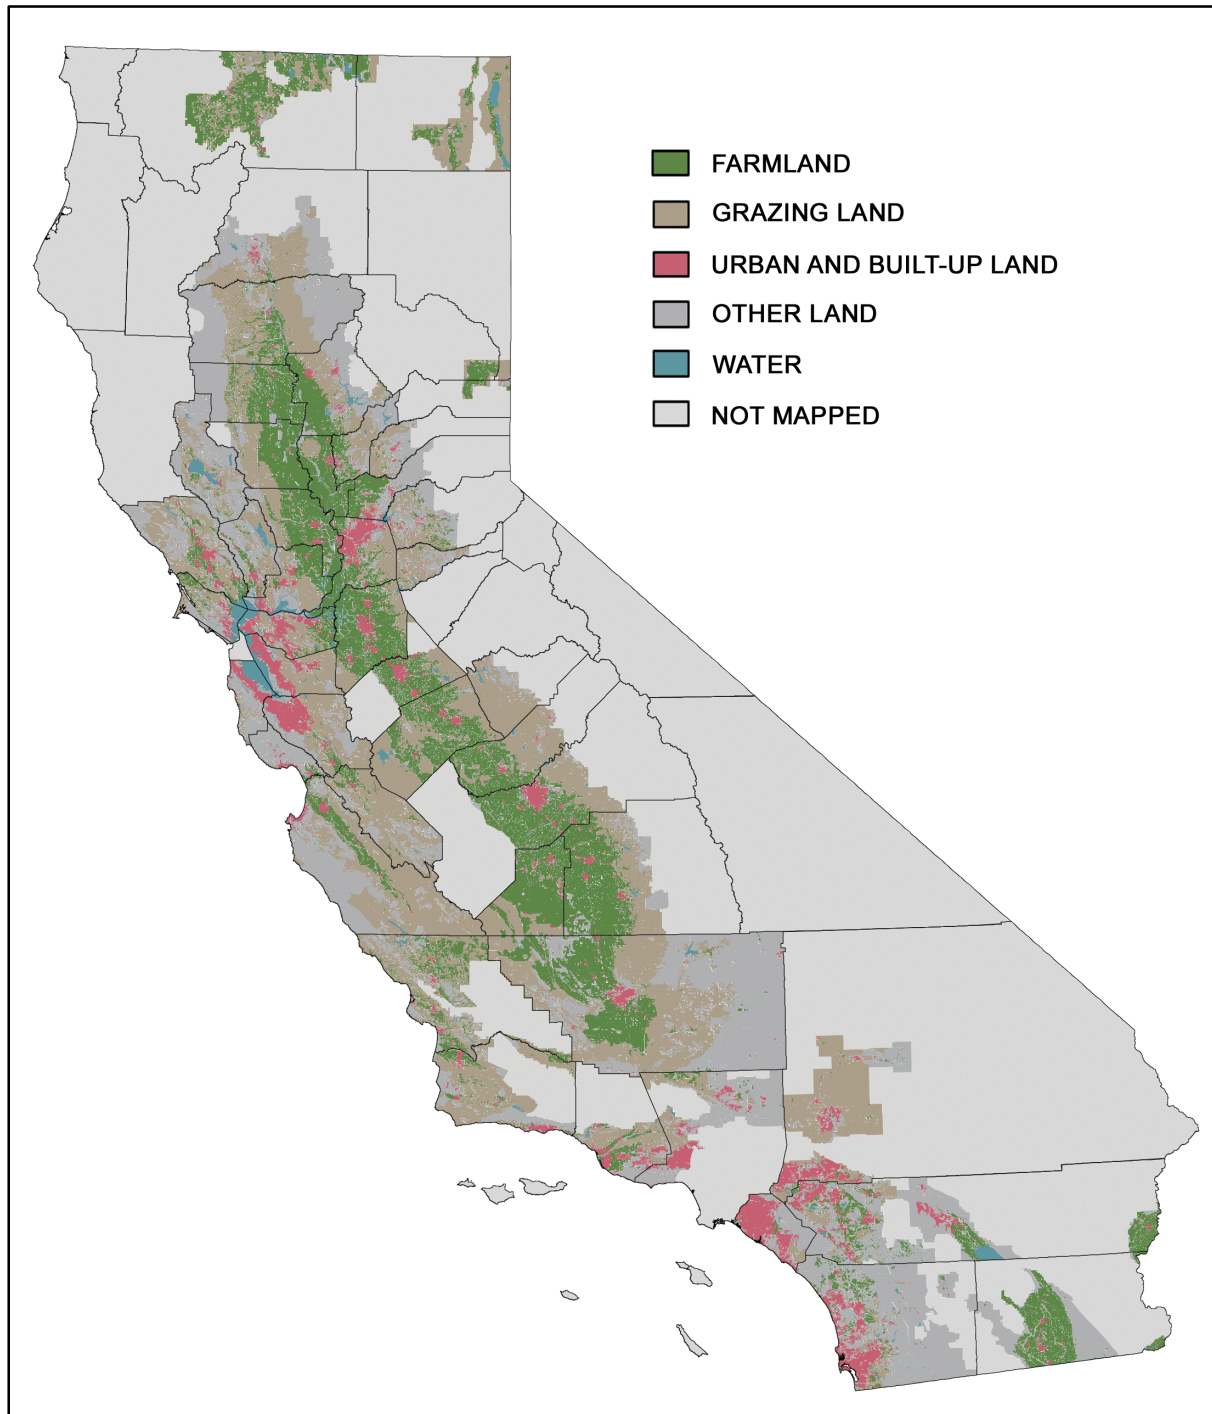 FARMLAND
GRAZING LAND
URBAN AND BUILT-UP LAND
OTHER LAND
WATER
NOT MAPPED